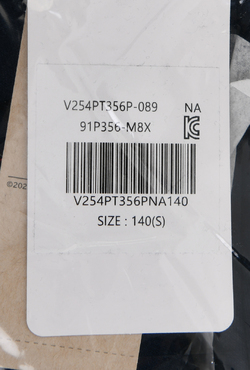 V254PT356P-089 NA
91P356-M8X
V254PT356PNA140
SIZE : 140(S)